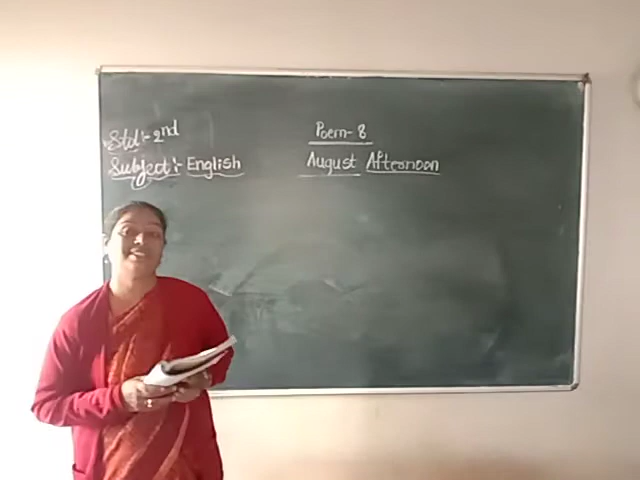 Std:- 2nd
Subject:- English
Poem- 8
August Afternoon